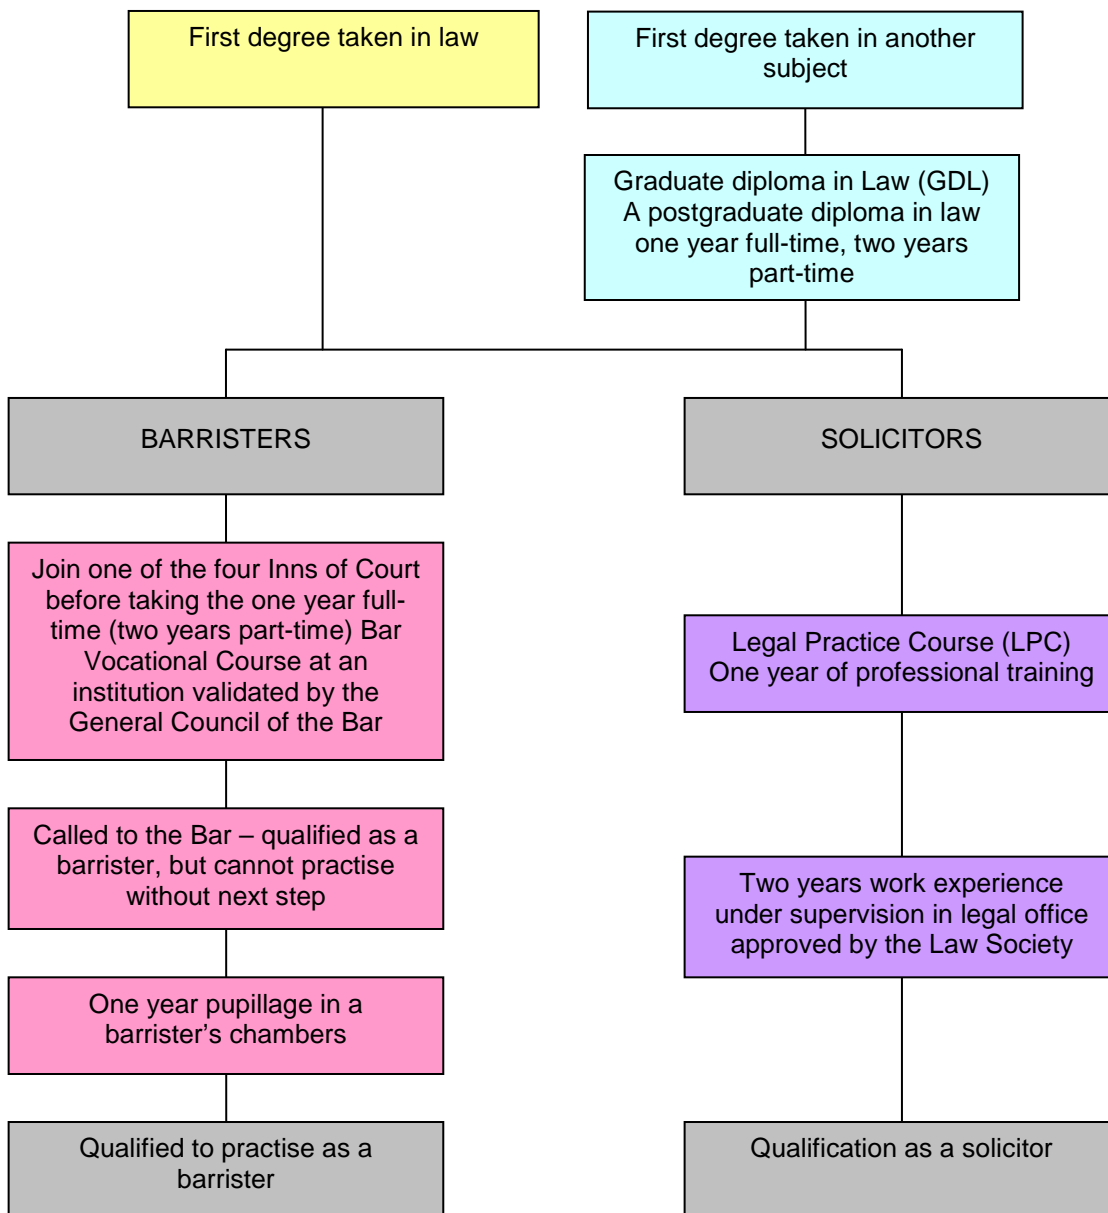 First degree taken in law
First degree taken in another
subject
Graduate diploma in Law (GDL)
A postgraduate diploma in law
one year full-time, two years
part-time
BARRISTERS
SOLICITORS
Join one of the four Inns of Court
before taking the one year full-
time (two years part-time) Bar
Vocational Course at an
institution validated by the
General Council of the Bar
Legal Practice Course (LPC)
One year of professional training
Called to the Bar – qualified as a
barrister, but cannot practise
without next step
Two years work experience
under supervision in legal office
approved by the Law Society
One year pupillage in a
barrister’s chambers
Qualified to practise as a
barrister
Qualification as a solicitor